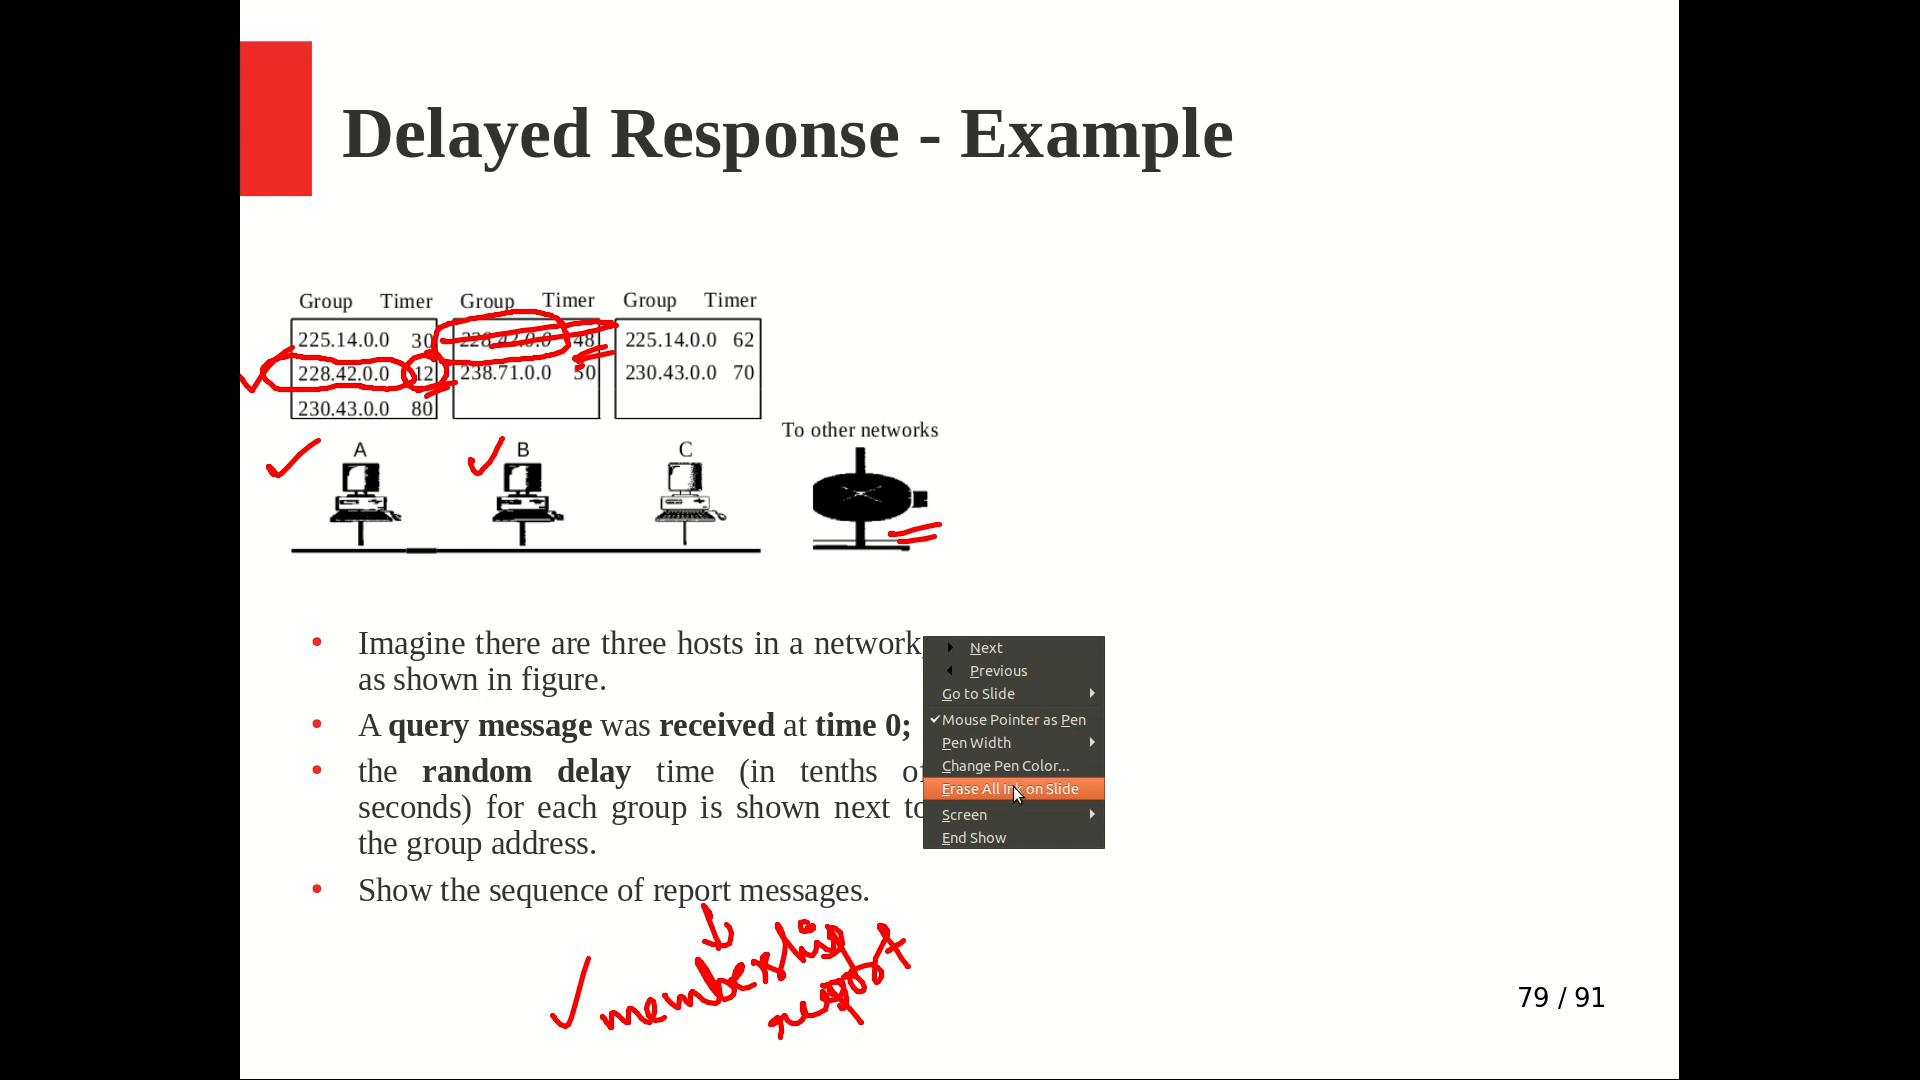 Delayed Response - Example
Group Timer Group Timer Group Timer
225.14.0.0 30 228.42.0.0 48 225.14.0.0 62
228.42.0.0 12 238.71.0.0 50 230.43.0.0 70
230.43.0.0 80
To other networks
A B C
• Imagine there are three hosts in a network,
as shown in figure.
• A query message was received at time 0;
• the random delay time (in tenths of
seconds) for each group is shown next to
the group address.
• Show the sequence of report messages.
Next
Previous
Go to Slide
Mouse Pointer as Pen
Pen Width
Change Pen Color...
Erase All Ink on Slide
Screen
End Show
membership
report
79 / 91